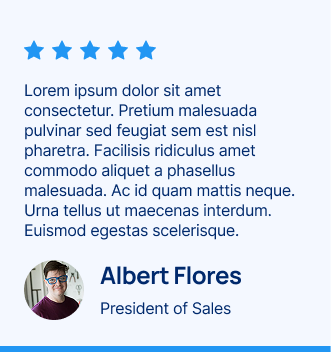 Lorem ipsum dolor sit amet
consectetur. Pretium malesuada
pulvinar sed feugiat sem est nisl
pharetra. Facilisis ridiculus amet
commodo aliquet a phasellus
malesuada. Ac id quam mattis neque.
Urna tellus ut maecenas interdum.
Euismod egestas scelerisque.
Albert Flores
President of Sales